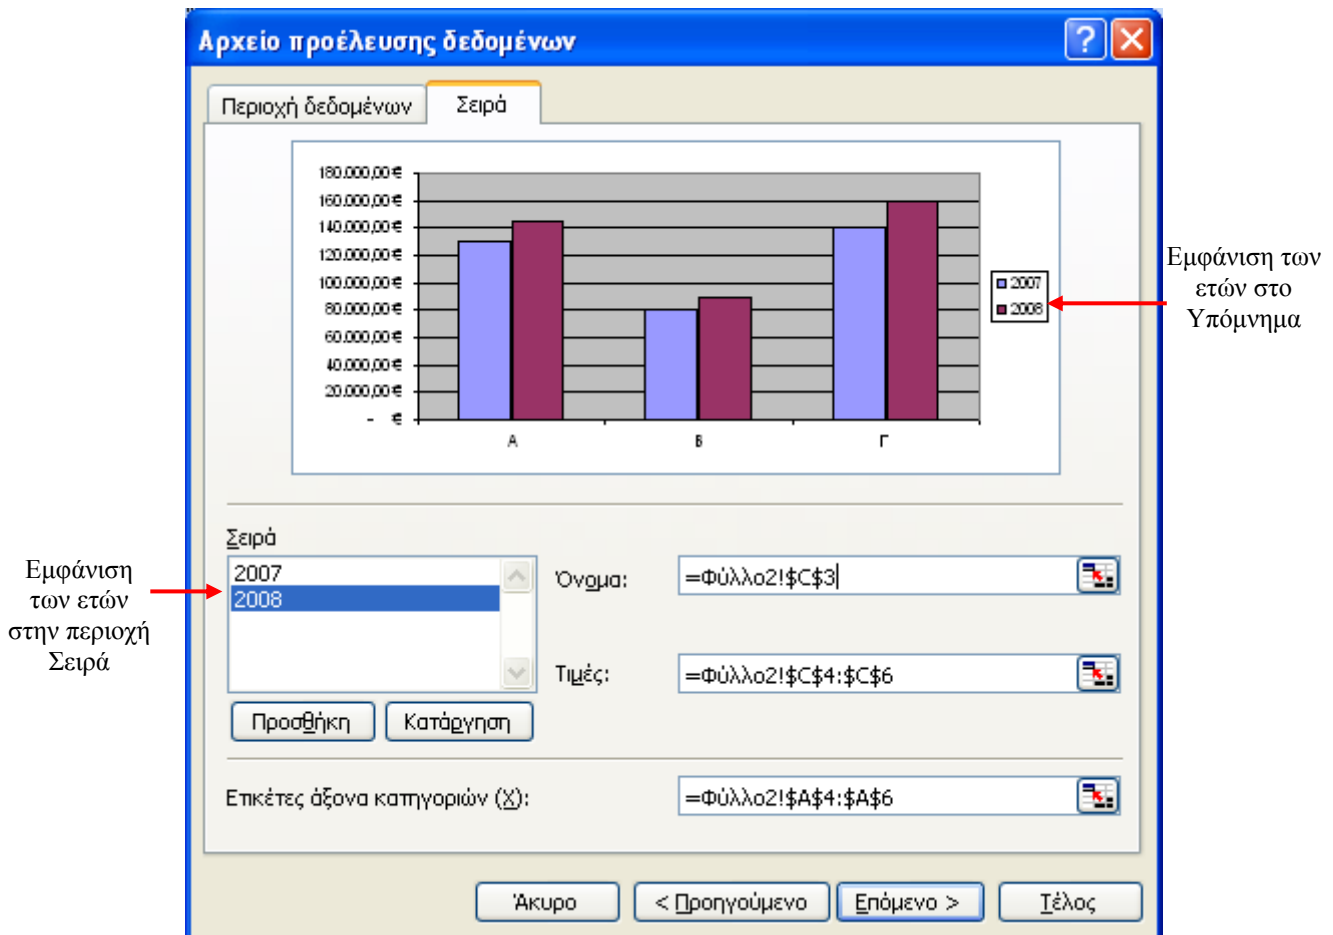 Αρχείο προέλευσης δεδομένων
Περιοχή δεδομένων
Σειρά
180.000,00 €
160.000,00 €
140.000,00 €
120.000,00 €
100.000,00 €
80.000,00 €
60.000,00 €
40.000,00 €
20.000,00 €
- €
Α
Β
Γ
2007
2008
Εμφάνιση των
ετών στο
Υπόμνημα
Σειρά
2007
2008
Εμφάνιση
των ετών
στην περιοχή
Σειρά
Όνομα:
=Φύλλο2!$C$3
Τιμές:
=Φύλλο2!$C$4:$C$6
Προσθήκη
Κατάργηση
Ετικέτες άξονα κατηγοριών (X):
=Φύλλο2!$A$4:$A$6
Άκυρο
< Προηγούμενο
Επόμενο >
Τέλος